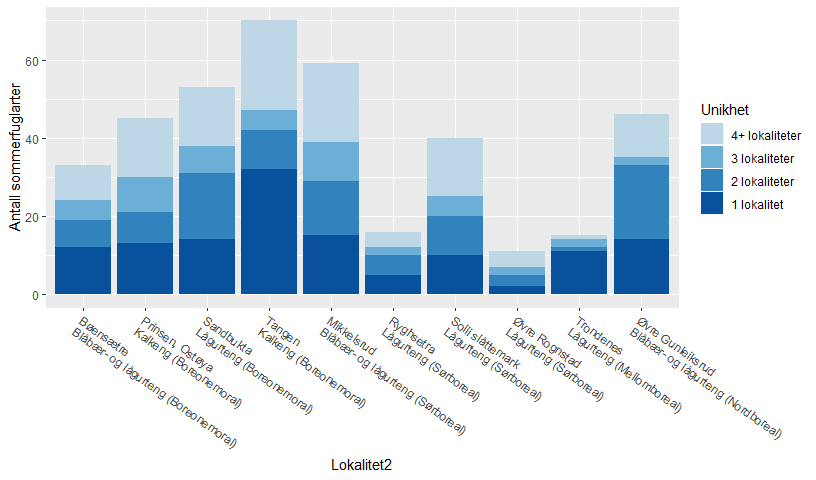 Antall sommerfuglarter
60
40
20
0
Bøensætre
Blåbær- og lågurteng (Boreonemoral)
Prinsen, Ostøya
Kalkeng (Boreonemoral)
Sandbukta
Lågurteng (Boreonemoral)
Tangen
Kalkeng (Boreonemoral)
Mikkelsrud
Blåbær- og lågurteng (Sørboreal)
Ryghsetra
Lågurteng (Sørboreal)
Solli slåttemark
Lågurteng (Sørboreal)
Øvre Rognstad
Lågurteng (Sørboreal)
Trondenes
Lågurteng (Mellomboreal)
Øvre Gunleiksrud
Blåbær- og lågurteng (Nordboreal)
Lokalitet2
Unikhet
4+ lokaliteter
3 lokaliteter
2 lokaliteter
1 lokalitet